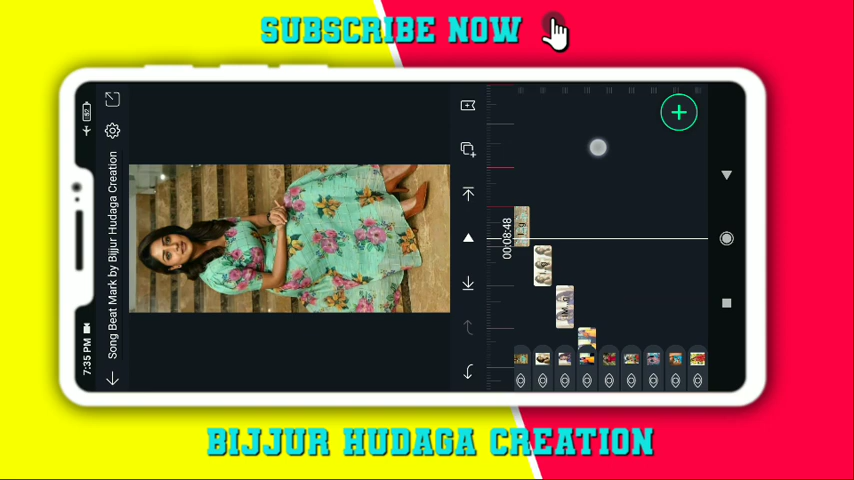 SUBSCRIBE NOW
7:35 PM
Song Beat Mark by Bijjur Hudaga Creation
00:08:48
BIJJUR HUDAGA CREATION